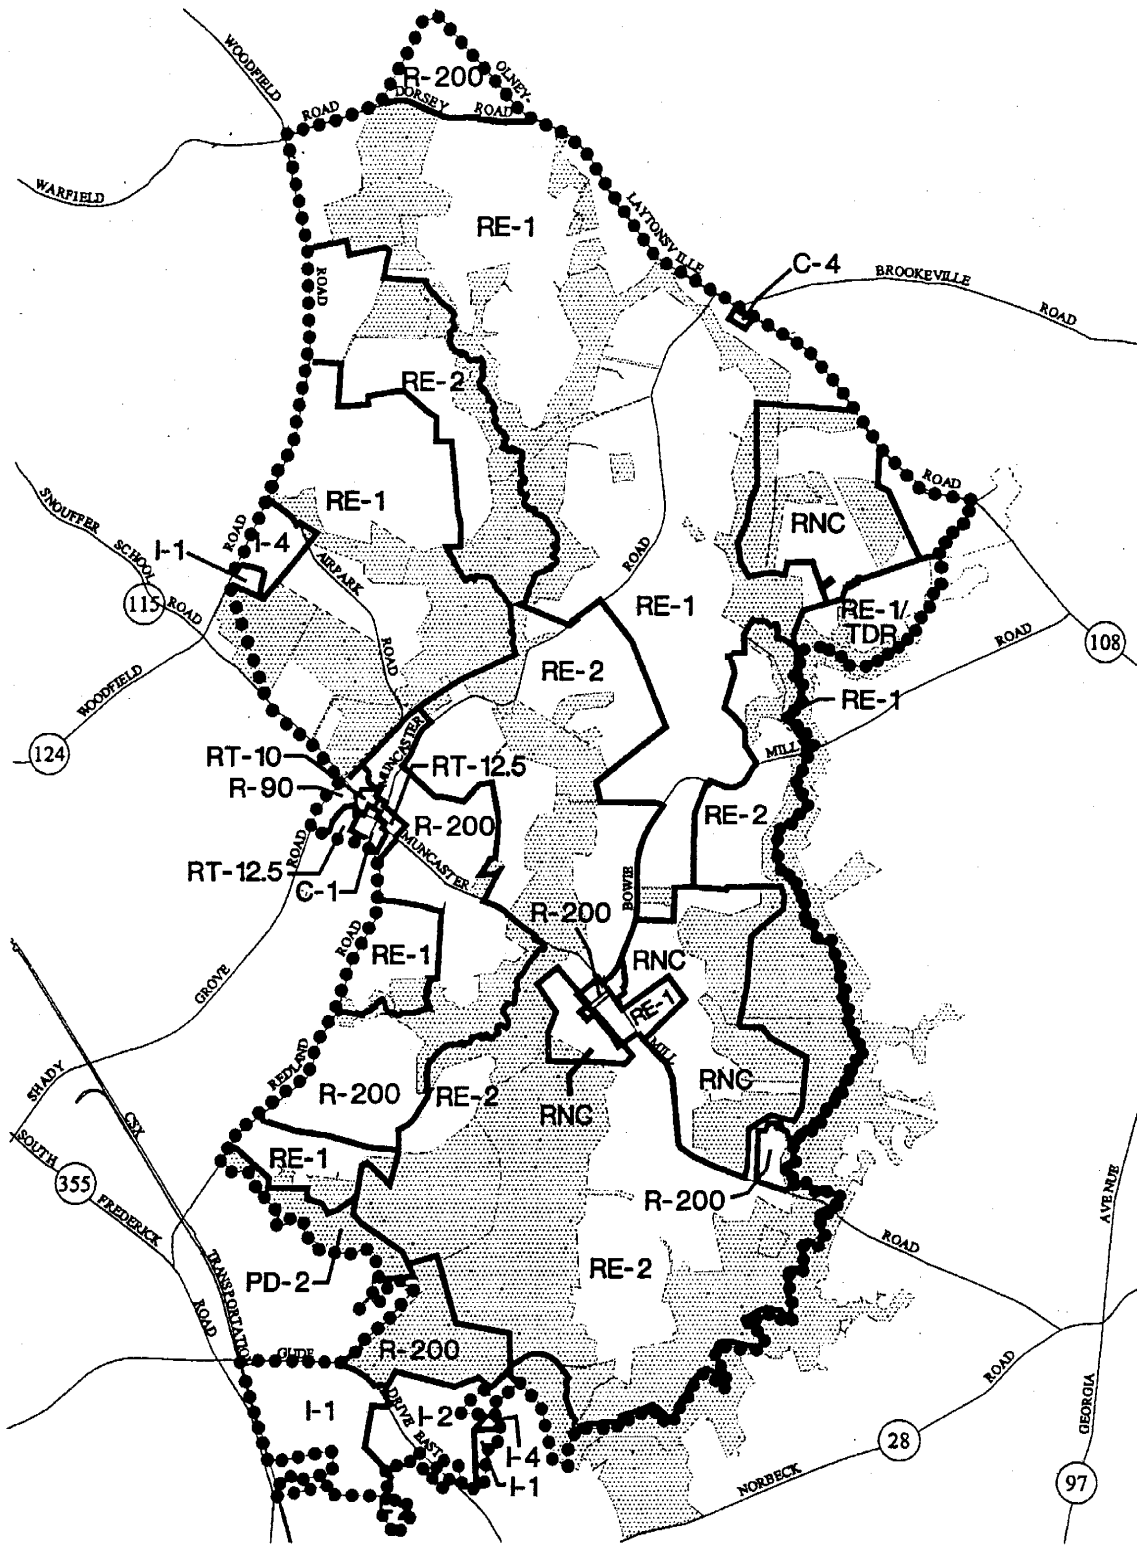 WOODFIELD
ROAD
R-200
DORSEY
ROAD
OLNEY-
WARFIELD
RE-1
LAYTONSVILLE
C-4
BROOKEVILLE
ROAD
ROAD
RE-2
ROAD
RE-1
RNC
SNOUFFER
SCHOOL
ROAD
115
I-1
I-4
ROAD
AIRPARK
ROAD
ROAD
RE-1
RE-1/
TDR
ROAD
108
WOODFIELD
124
RE-2
RE-1
MILL
RT-10
R-90
MUNCASTER
RT-12.5
R-200
RE-2
ROAD
RT-12.5
C-1
MUNCASTER
BOWIE
R-200
ROAD
RE-1
RNC
RE-1
GROVE
SHADY
REDLAND
MILL
CSX
R-200
RE-2
RNC
RNC
SOUTH
355
FREDERICK
ROAD
RE-1
R-200
AVENUE
TRANSPORTATION
PD-2
RE-2
ROAD
GUDE
R-200
ROAD
I-1
DRIVE EAST
I-2
I-4
I-1
28
GEORGIA
NORBECK
97